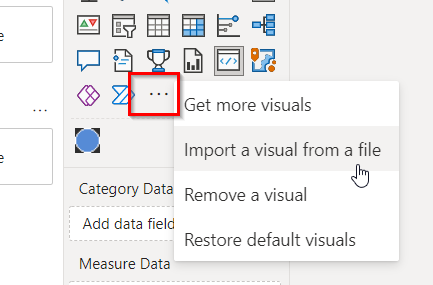 e
...
e
Get more visuals
Import a visual from a file
Remove a visual
Restore default visuals
Category Data
Add data field
Measure Data